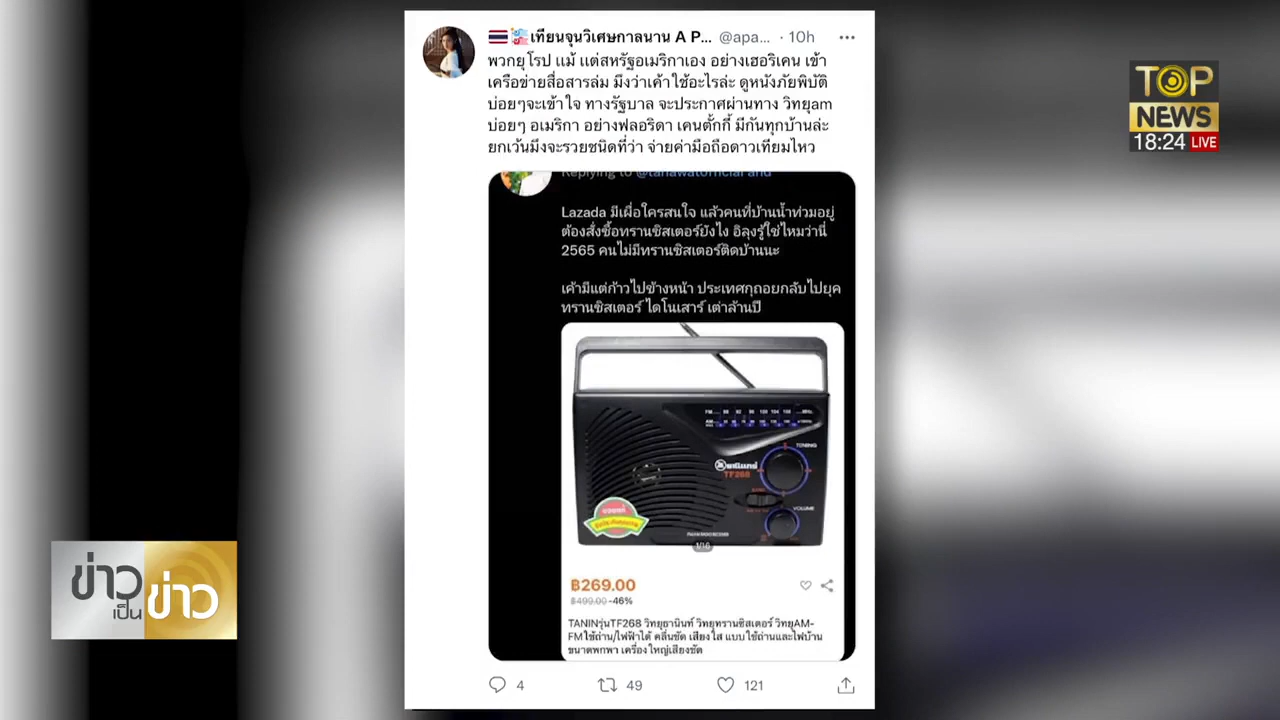 เทียนจุนวิเศษกาลนาน A P... @apa... · 10h
พวกยุโรป แม้ แต่สหรัฐอเมริกาเอง อย่างเฮอริเคน เข้า
เครือข่ายสื่อสารล่ม มึงว่าเค้าใช้อะไรล่ะ ดูหนังภัยพิบัติ
บ่อยๆจะเข้าใจ ทางรัฐบาล จะประกาศผ่านทาง วิทยุam
บ่อยๆ อเมริกา อย่างฟลอริดา เคนตั้กกี้ มีกันทุกบ้านล่ะ
ยกเว้นมึงจะรวยชนิดที่ว่า จ่ายค่ามือถือดาวเทียมไหว
Replying to @tanawatofficial and
Lazada มีเผื่อใครสนใจ แล้วคนที่บ้านน้ำท่วมอยู่
ต้องสั่งซื้อทรานซิสเตอร์ยังไง อิลุงรู้ใช่ไหมว่านี่
2565 คนไม่มีทรานซิสเตอร์ติดบ้านนะ
เค้ามีแต่ก้าวไปข้างหน้า ประเทศกุถอยกลับไปยุค
ทรานซิสเตอร์ ไดโนเสาร์ เต่าล้านปี
TUNING
ธานินทร์
TF268
VOLUME
1/16
฿269.00
฿499.00 -46%
TANINรุ่นTF268 วิทยุธานินท์ วิทยุทรานซิสเตอร์ วิทยุAM-
FMใช้ถ่าน/ไฟฟ้าได้ คลื่นชัด เสียงใส แบบ ใช้ถ่านและไฟบ้าน
ขนาดพกพา เครื่องใหญ่เสียงชัด
4 49 121
TOP
NEWS
18:24 LIVE
ข่าว
เป็น
ข่าว